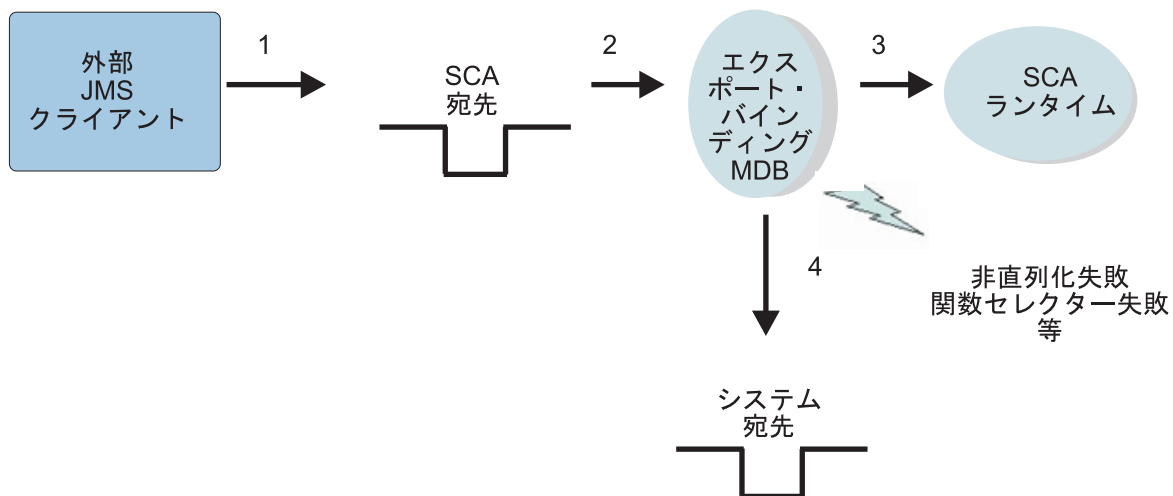 外部
JMS
クライアント
1
SCA
宛先
2
エクス
ポート・
バイン
ディング
MDB
3
SCA
ランタイム
4
非直列化失敗
関数セレクター失敗
等
システム
宛先